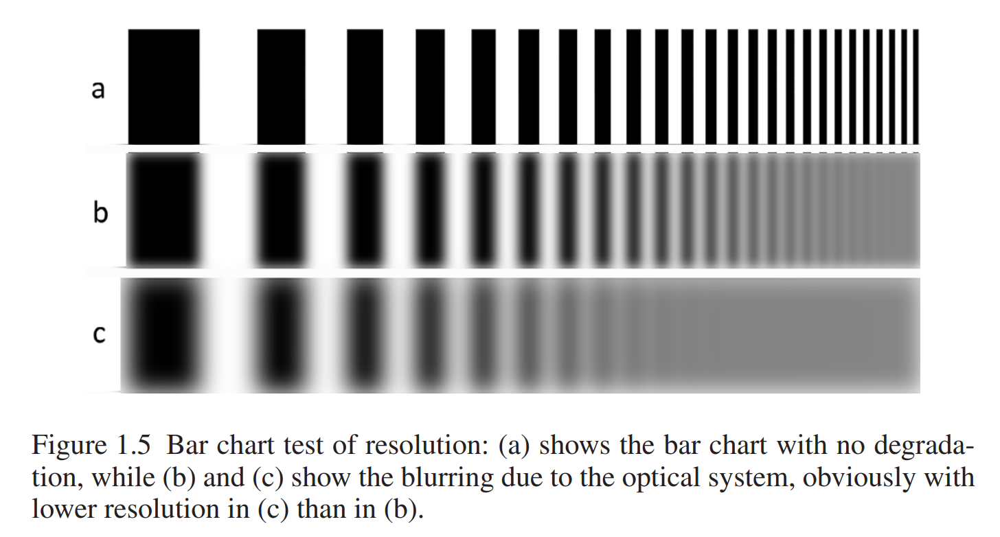 a
b
c
Figure 1.5 Bar chart test of resolution: (a) shows the bar chart with no degrada-
tion, while (b) and (c) show the blurring due to the optical system, obviously with
lower resolution in (c) than in (b).